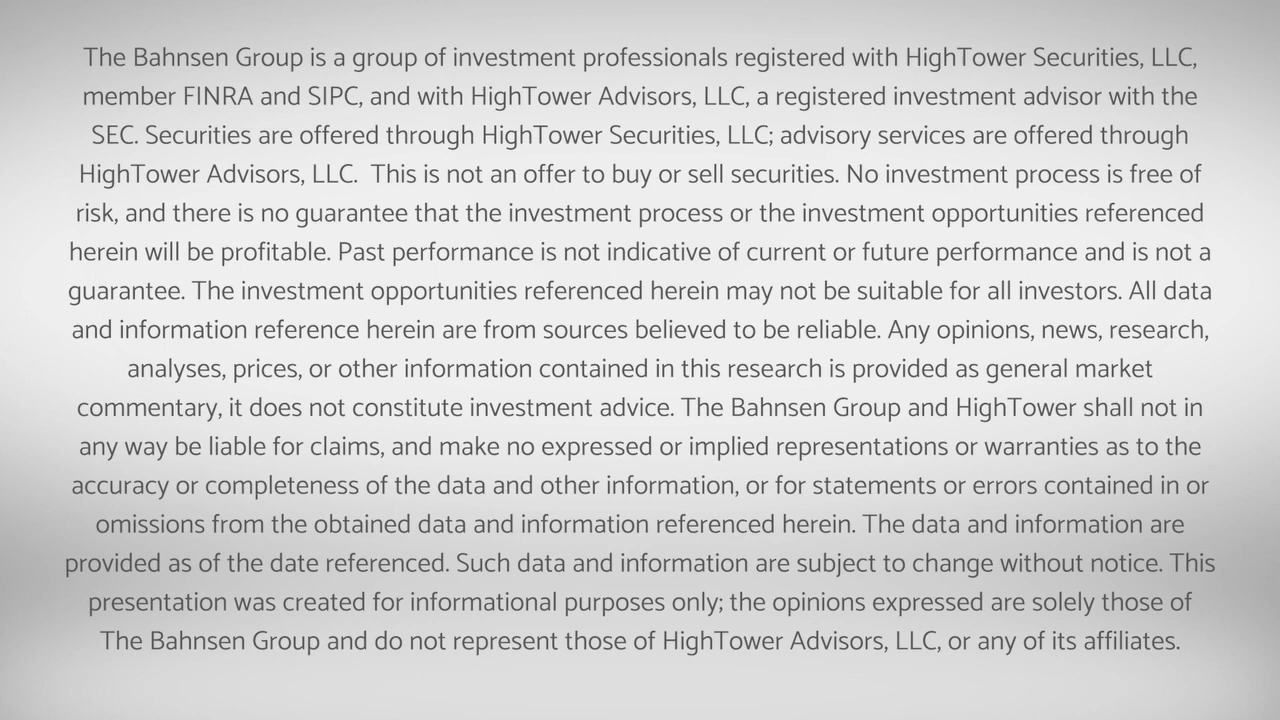 The Bahnsen Group is a group of investment professionals registered with HighTower Securities, LLC,
member FINRA and SIPC, and with HighTower Advisors, LLC, a registered investment advisor with the
SEC. Securities are offered through HighTower Securities, LLC; advisory services are offered through
HighTower Advisors, LLC.  This is not an offer to buy or sell securities. No investment process is free of
risk, and there is no guarantee that the investment process or the investment opportunities referenced
herein will be profitable. Past performance is not indicative of current or future performance and is not a
guarantee. The investment opportunities referenced herein may not be suitable for all investors. All data
and information reference herein are from sources believed to be reliable. Any opinions, news, research,
analyses, prices, or other information contained in this research is provided as general market
commentary, it does not constitute investment advice. The Bahnsen Group and HighTower shall not in
any way be liable for claims, and make no expressed or implied representations or warranties as to the
accuracy or completeness of the data and other information, or for statements or errors contained in or
omissions from the obtained data and information referenced herein. The data and information are
provided as of the date referenced. Such data and information are subject to change without notice. This
presentation was created for informational purposes only; the opinions expressed are solely those of
The Bahnsen Group and do not represent those of HighTower Advisors, LLC, or any of its affiliates.